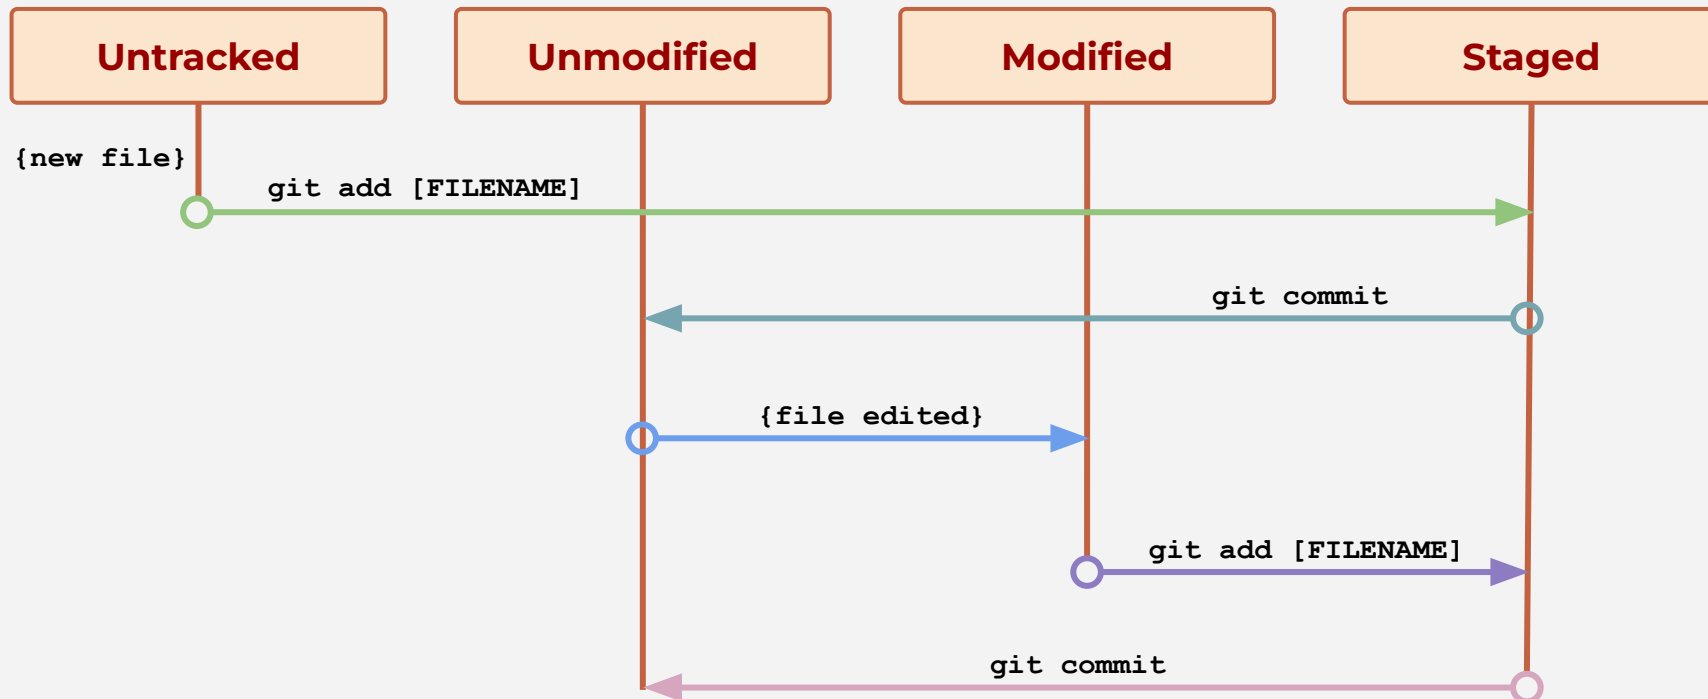 Untracked
Unmodified
Modified
Staged
{new file}
git add [FILENAME]
git commit
{file edited}
git add [FILENAME]
git commit